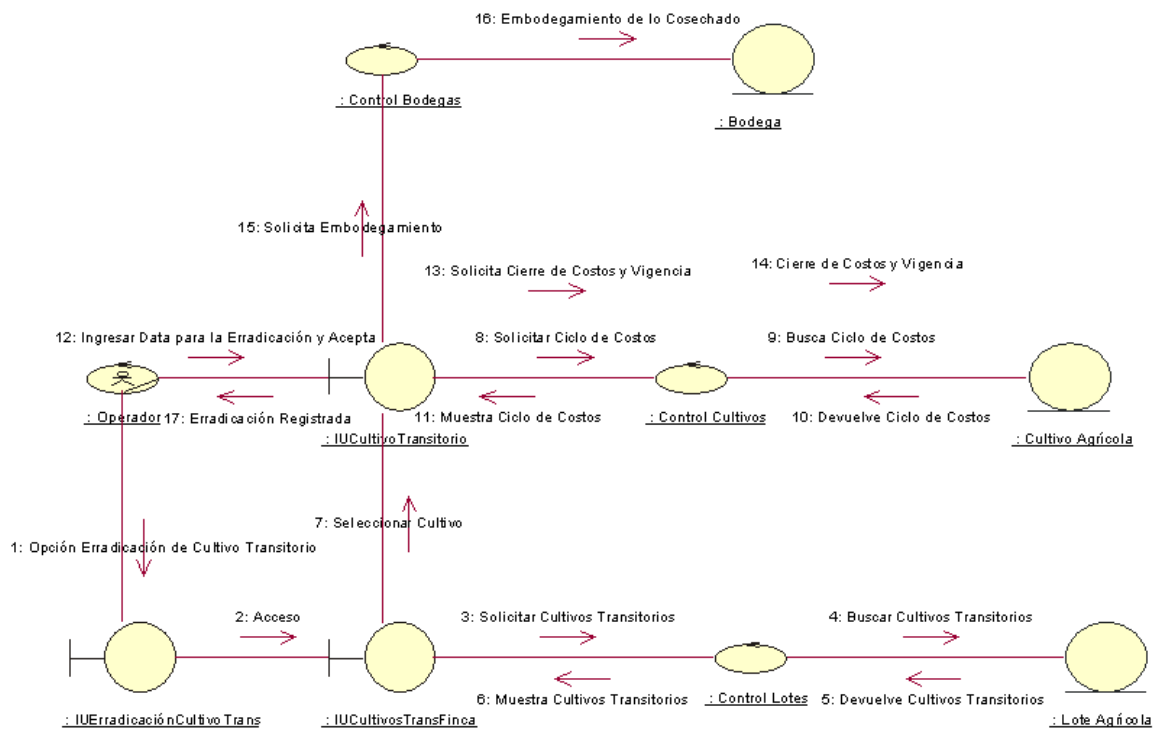 16: Embodegamiento de lo Cosechado
: Control Bodegas
: Bodega
15: Solicita Embodegamiento
13: Solicita Cierre de Costos y Vigencia
14: Cierre de Costos y Vigencia
12: Ingresar Data para la Erradicación y Acepta
8: Solicitar Ciclo de Costos
9: Busca Ciclo de Costos
: Operador
17: Erradicación Registrada
11: Muestra Ciclo de Costos
: Control Cultivos
10: Devuelve Ciclo de Costos
: IUCultivoTransitorio
: Cultivo Agrícola
7: Seleccionar Cultivo
1: Opción Erradicación de Cultivo Transitorio
2: Acceso
3: Solicitar Cultivos Transitorios
4: Buscar Cultivos Transitorios
6: Muestra Cultivos Transitorios
: Control Lotes
5: Devuelve Cultivos Transitorios
: IUErradicaciónCultivoTrans
: IUCultivosTransFinca
: Lote Agrícola